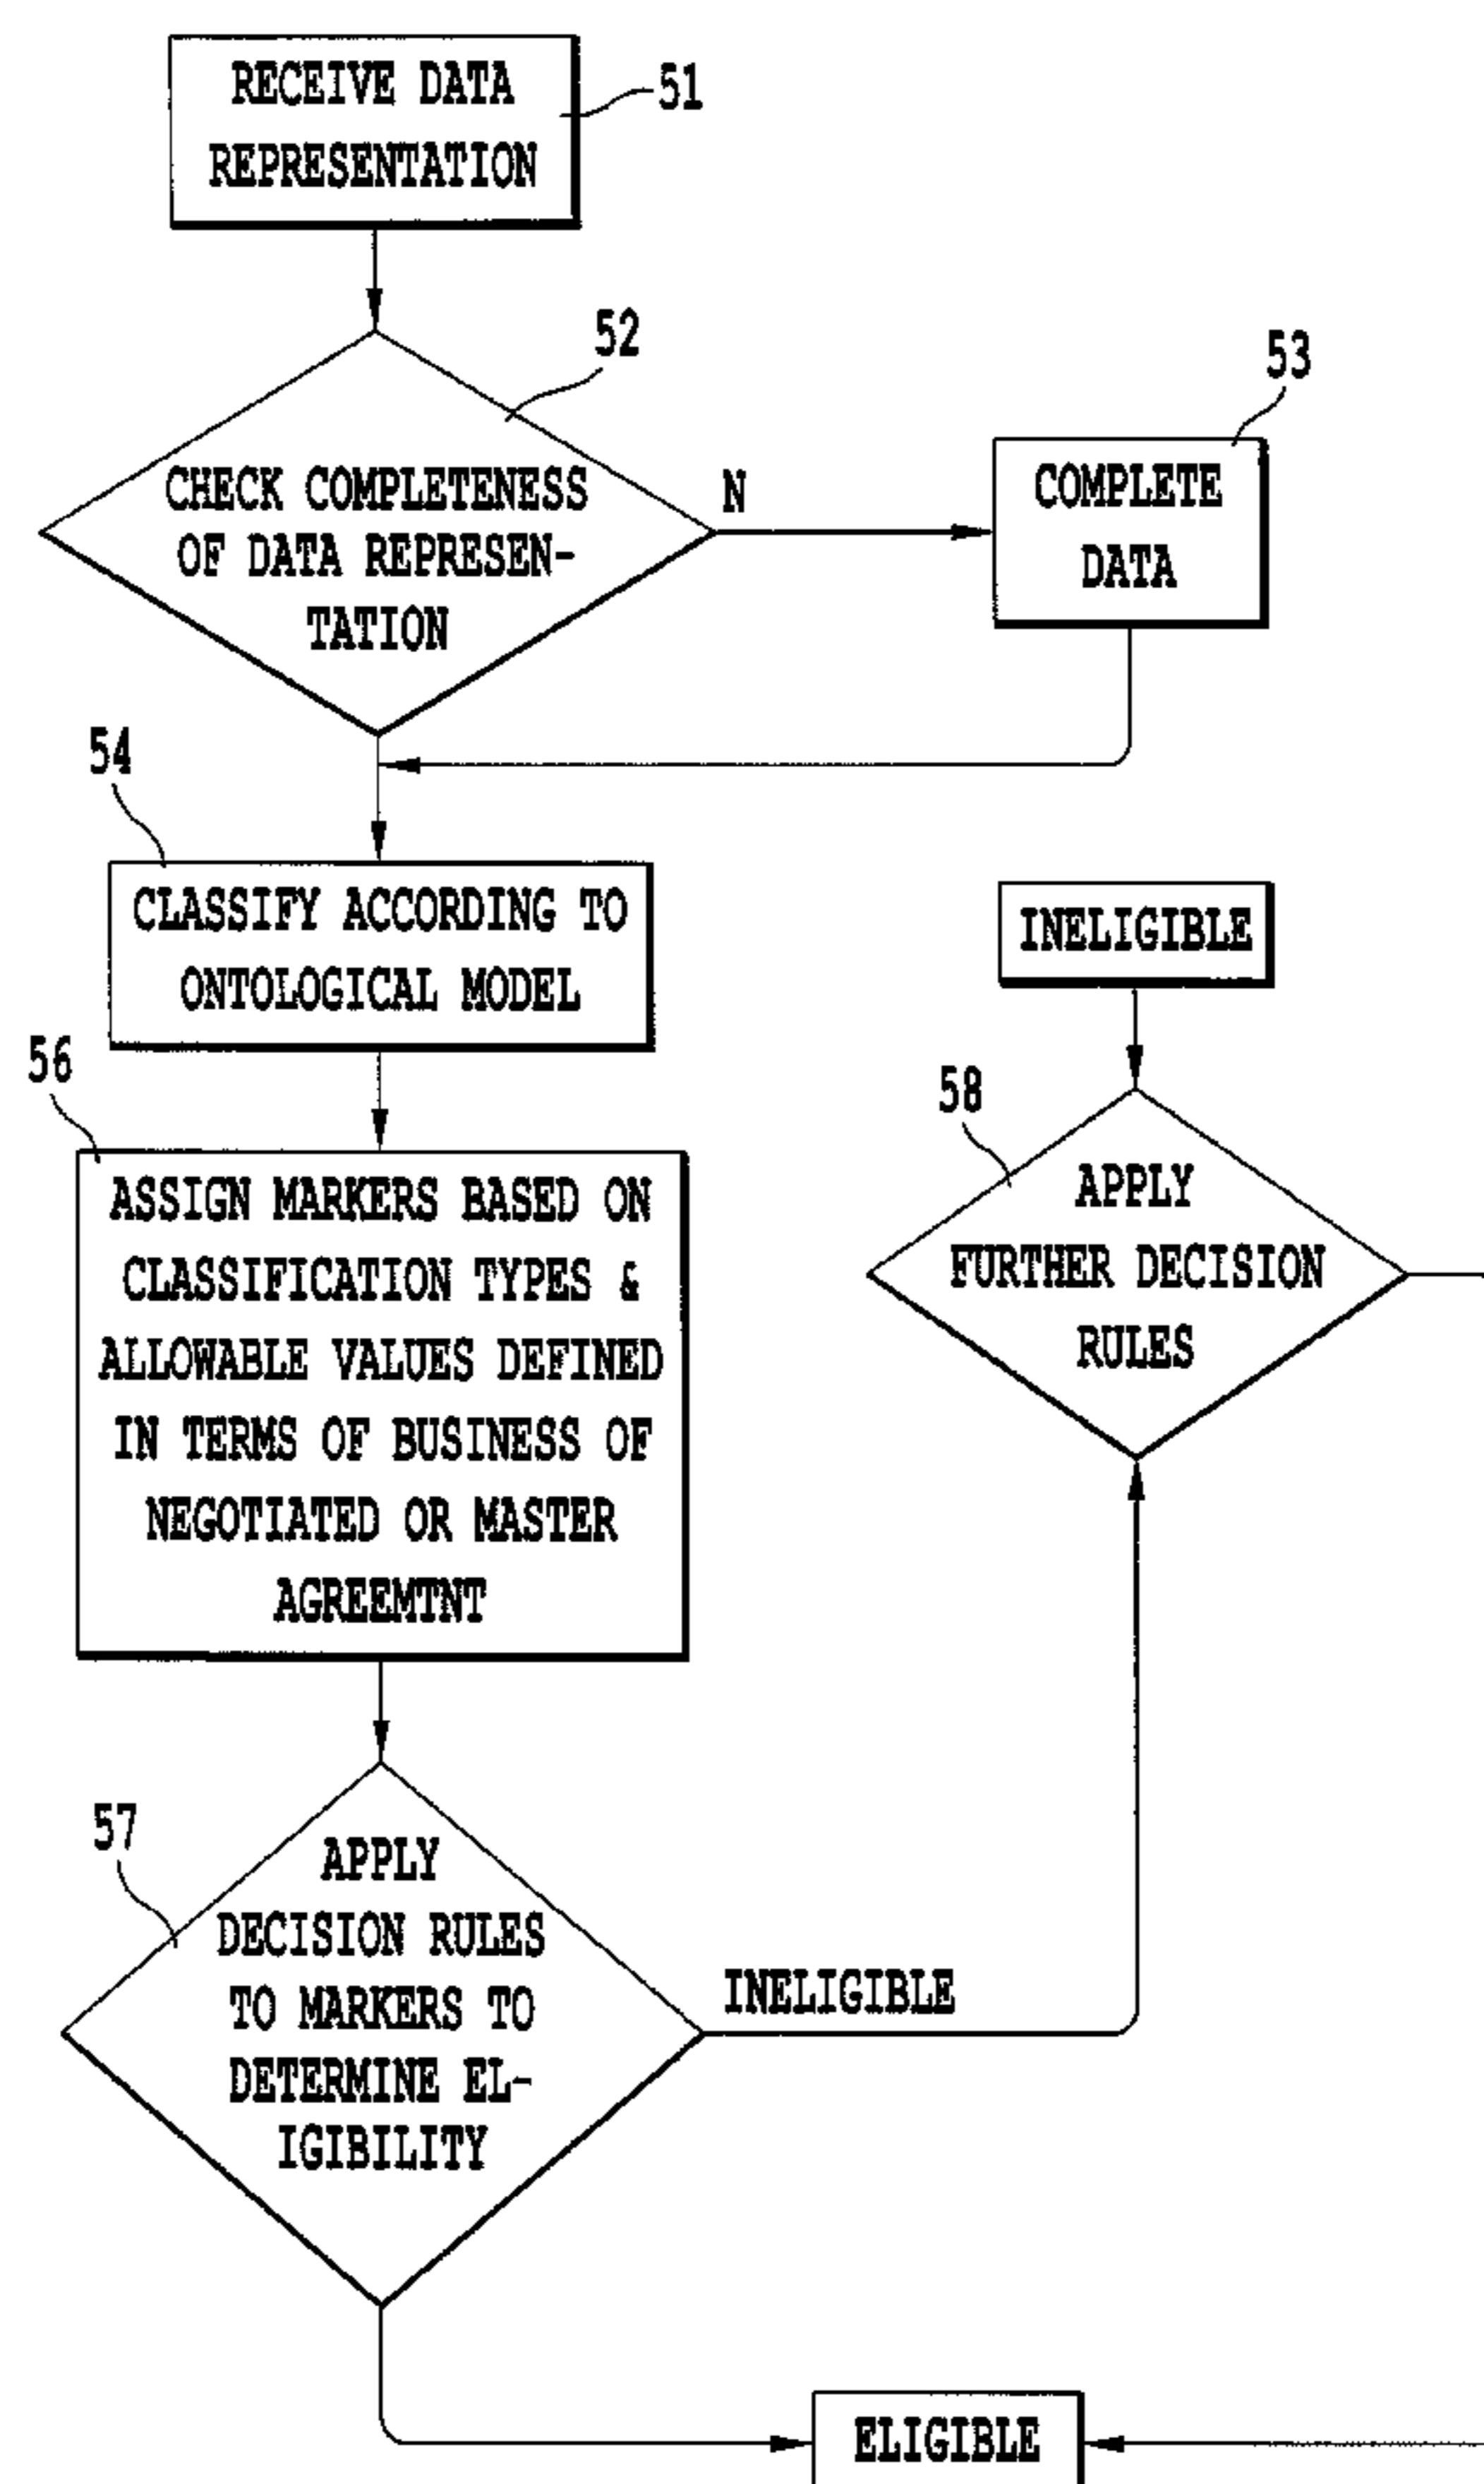 RECEIVE DATA
REPRESENTATION
51
52
CHECK COMPLETENESS
OF DATA REPRESEN-
TATION
N
53
COMPLETE
DATA
54
CLASSIFY ACCORDING TO
ONTOLOGICAL MODEL
56
ASSIGN MARKERS BASED ON
CLASSIFICATION TYPES &
ALLOWABLE VALUES DEFINED
IN TERMS OF BUSINESS OF
NEGOTIATED OR MASTER
AGREEMTNT
57
APPLY
DECISION RULES
TO MARKERS TO
DETERMINE EL-
IGIBILITY
INELIGIBLE
INELIGIBLE
58
APPLY
FURTHER DECISION
RULES
ELIGIBLE